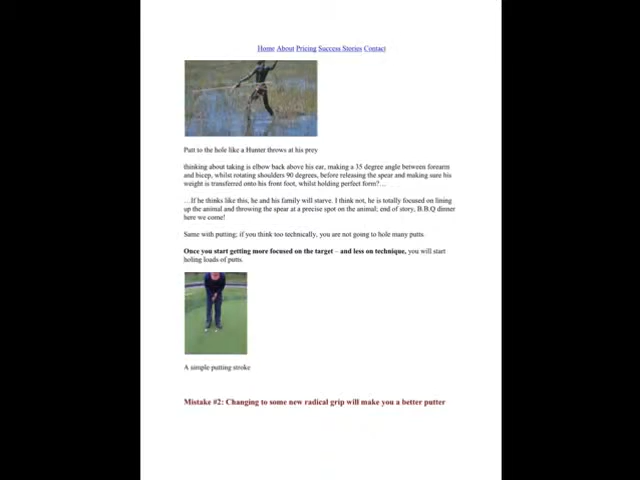 Home About Pricing Success Stories Contact
Putt to the hole like a Hunter throws at his prey
thinking about taking is elbow back above his ear, making a 35 degree angle between forearm
and bicep, whilst rotating shoulders 90 degrees, before releasing the spear and making sure his
weight is transferred onto his front foot, whilst holding perfect form?…
…If he thinks like this, he and his family will starve. I think not, he is totally focused on lining
up the animal and throwing the spear at a precise spot on the animal; end of story, B.B.Q dinner
here we come!
Same with putting; if you think too technically, you are not going to hole many putts.
Once you start getting more focused on the target – and less on technique, you will start
holing loads of putts.
A simple putting stroke
Mistake #2: Changing to some new radical grip will make you a better putter